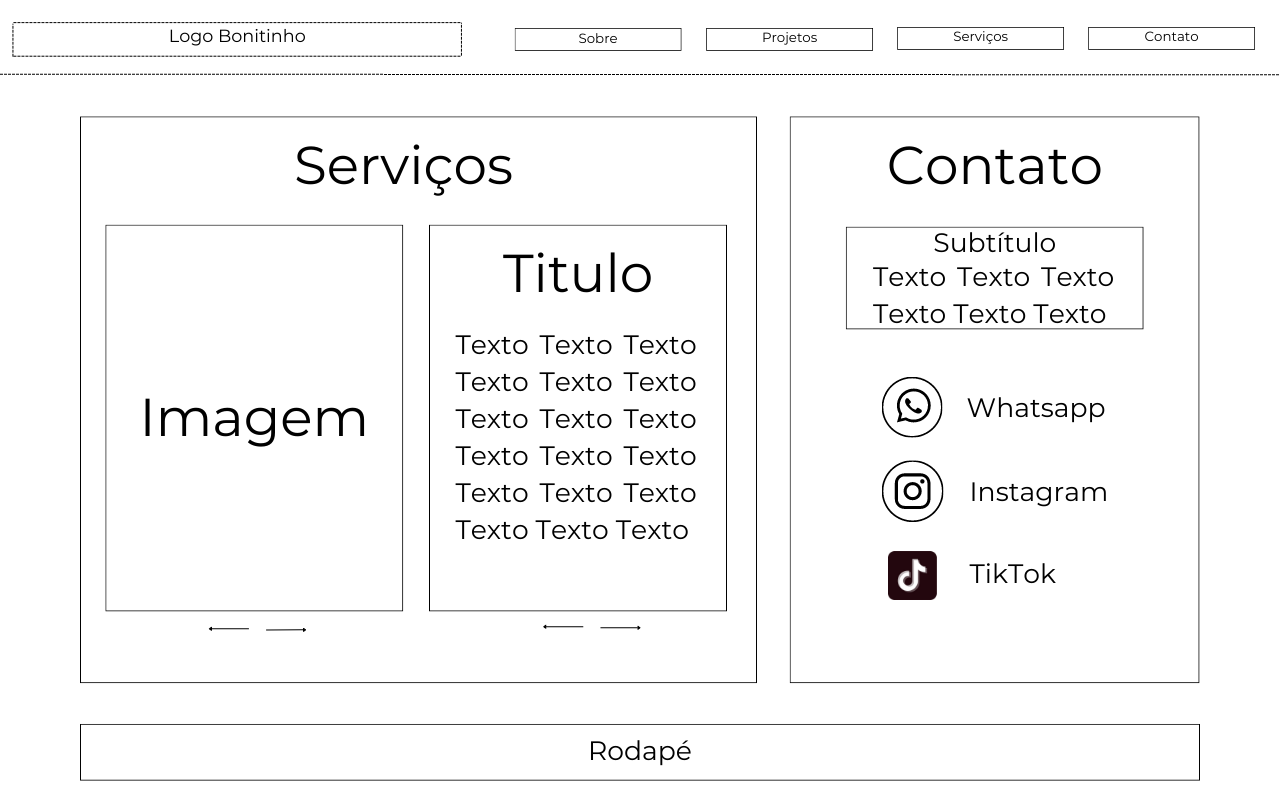 Logo Bonitinho
Sobre
Projetos
Serviços
Contato
Serviços
Imagem
Titulo
Texto Texto Texto
Texto Texto Texto
Texto Texto Texto
Texto Texto Texto
Texto Texto Texto
Texto Texto Texto
Contato
Subtítulo
Texto Texto Texto
Texto Texto Texto
Whatsapp
Instagram
TikTok
Rodapé